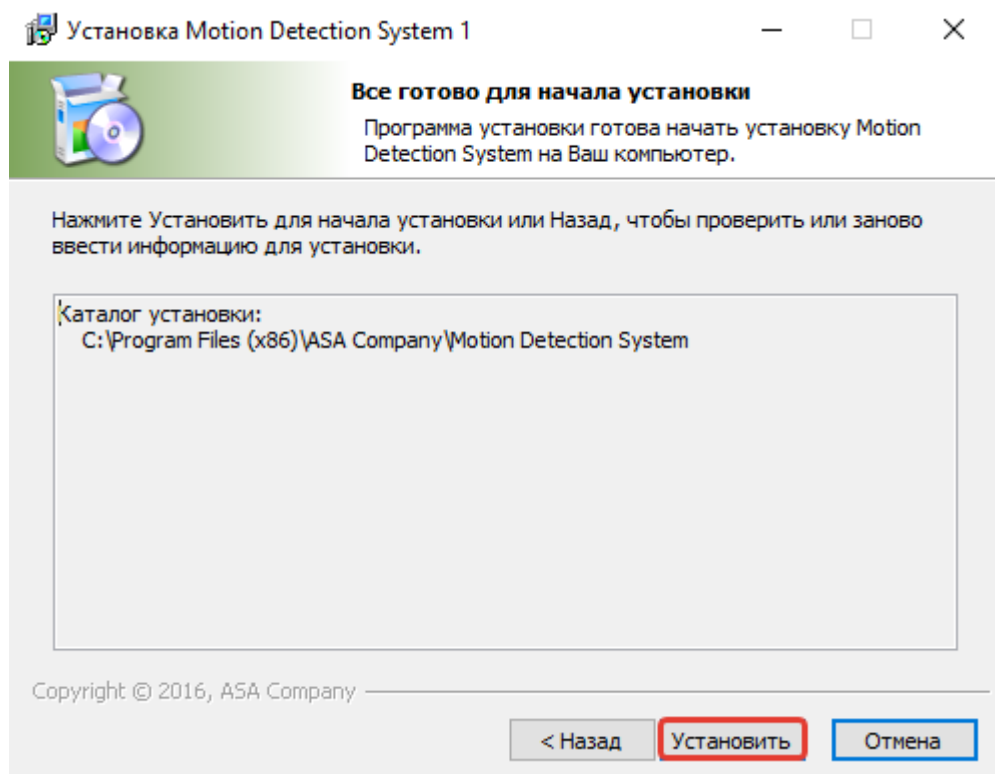 Установка Motion Detection System 1
Все готово для начала установки
Программа установки готова начать установку Motion
Detection System на Ваш компьютер.
Нажмите Установить для начала установки или Назад, чтобы проверить или заново
ввести информацию для установки.
Каталог установки:
C:\Program Files (x86)\ASA Company\Motion Detection System
Copyright © 2016, ASA Company
< Назад Установить Отмена